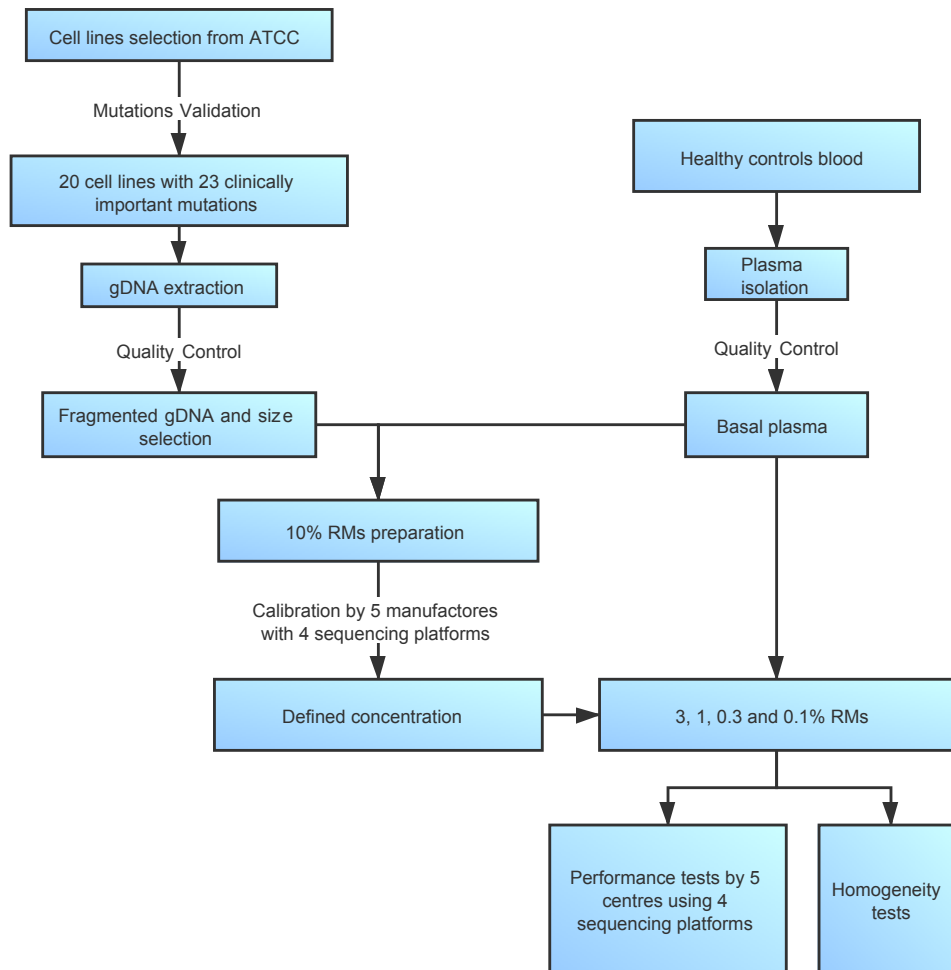 Cell lines selection from ATCC
Mutations Validation
20 cell lines with 23 clinically
important mutations
gDNA extraction
Quality Control
Fragmented gDNA and size
selection
Healthy controls blood
Plasma
isolation
Quality Control
Basal plasma
10% RMs preparation
Calibration by 5 manufactores
with 4 sequencing platforms
Defined concentration
3, 1, 0.3 and 0.1% RMs
Performance tests by 5
centres using 4
sequencing platforms
Homogeneity
tests